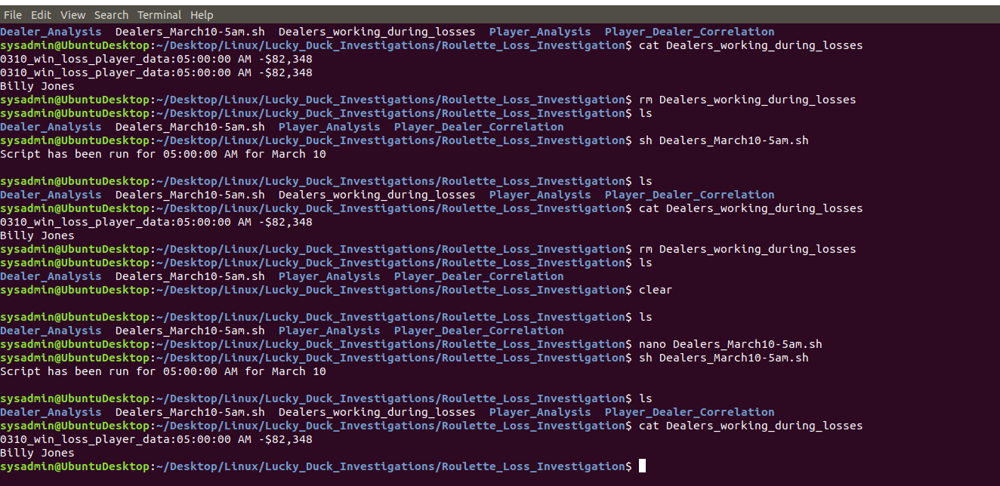 File Edit View Search Terminal Help
Dealer_Analysis  Dealers_March10-5am.sh  Dealers_working_during_losses  Player_Analysis  Player_Dealer_Correlation
sysadmin@UbuntuDesktop:~/Desktop/Linux/Lucky_Duck_Investigations/Roulette_Loss_Investigation$ cat Dealers_working_during_losses
0310_win_loss_player_data:05:00:00 AM -$82,348
0310_win_loss_player_data:05:00:00 AM -$82,348
Billy Jones
sysadmin@UbuntuDesktop:~/Desktop/Linux/Lucky_Duck_Investigations/Roulette_Loss_Investigation$ rm Dealers_working_during_losses
sysadmin@UbuntuDesktop:~/Desktop/Linux/Lucky_Duck_Investigations/Roulette_Loss_Investigation$ ls
Dealer_Analysis  Dealers_March10-5am.sh  Player_Analysis  Player_Dealer_Correlation
sysadmin@UbuntuDesktop:~/Desktop/Linux/Lucky_Duck_Investigations/Roulette_Loss_Investigation$ sh Dealers_March10-5am.sh
Script has been run for 05:00:00 AM for March 10
sysadmin@UbuntuDesktop:~/Desktop/Linux/Lucky_Duck_Investigations/Roulette_Loss_Investigation$ ls
Dealer_Analysis  Dealers_March10-5am.sh  Dealers_working_during_losses  Player_Analysis  Player_Dealer_Correlation
sysadmin@UbuntuDesktop:~/Desktop/Linux/Lucky_Duck_Investigations/Roulette_Loss_Investigation$ cat Dealers_working_during_losses
0310_win_loss_player_data:05:00:00 AM -$82,348
Billy Jones
sysadmin@UbuntuDesktop:~/Desktop/Linux/Lucky_Duck_Investigations/Roulette_Loss_Investigation$ rm Dealers_working_during_losses
sysadmin@UbuntuDesktop:~/Desktop/Linux/Lucky_Duck_Investigations/Roulette_Loss_Investigation$ ls
Dealer_Analysis  Dealers_March10-5am.sh  Player_Analysis  Player_Dealer_Correlation
sysadmin@UbuntuDesktop:~/Desktop/Linux/Lucky_Duck_Investigations/Roulette_Loss_Investigation$ clear
sysadmin@UbuntuDesktop:~/Desktop/Linux/Lucky_Duck_Investigations/Roulette_Loss_Investigation$ ls
Dealer_Analysis  Dealers_March10-5am.sh  Player_Analysis  Player_Dealer_Correlation
sysadmin@UbuntuDesktop:~/Desktop/Linux/Lucky_Duck_Investigations/Roulette_Loss_Investigation$ nano Dealers_March10-5am.sh
sysadmin@UbuntuDesktop:~/Desktop/Linux/Lucky_Duck_Investigations/Roulette_Loss_Investigation$ sh Dealers_March10-5am.sh
Script has been run for 05:00:00 AM for March 10
sysadmin@UbuntuDesktop:~/Desktop/Linux/Lucky_Duck_Investigations/Roulette_Loss_Investigation$ ls
Dealer_Analysis  Dealers_March10-5am.sh  Dealers_working_during_losses  Player_Analysis  Player_Dealer_Correlation
sysadmin@UbuntuDesktop:~/Desktop/Linux/Lucky_Duck_Investigations/Roulette_Loss_Investigation$ cat Dealers_working_during_losses
0310_win_loss_player_data:05:00:00 AM -$82,348
Billy Jones
sysadmin@UbuntuDesktop:~/Desktop/Linux/Lucky_Duck_Investigations/Roulette_Loss_Investigation$